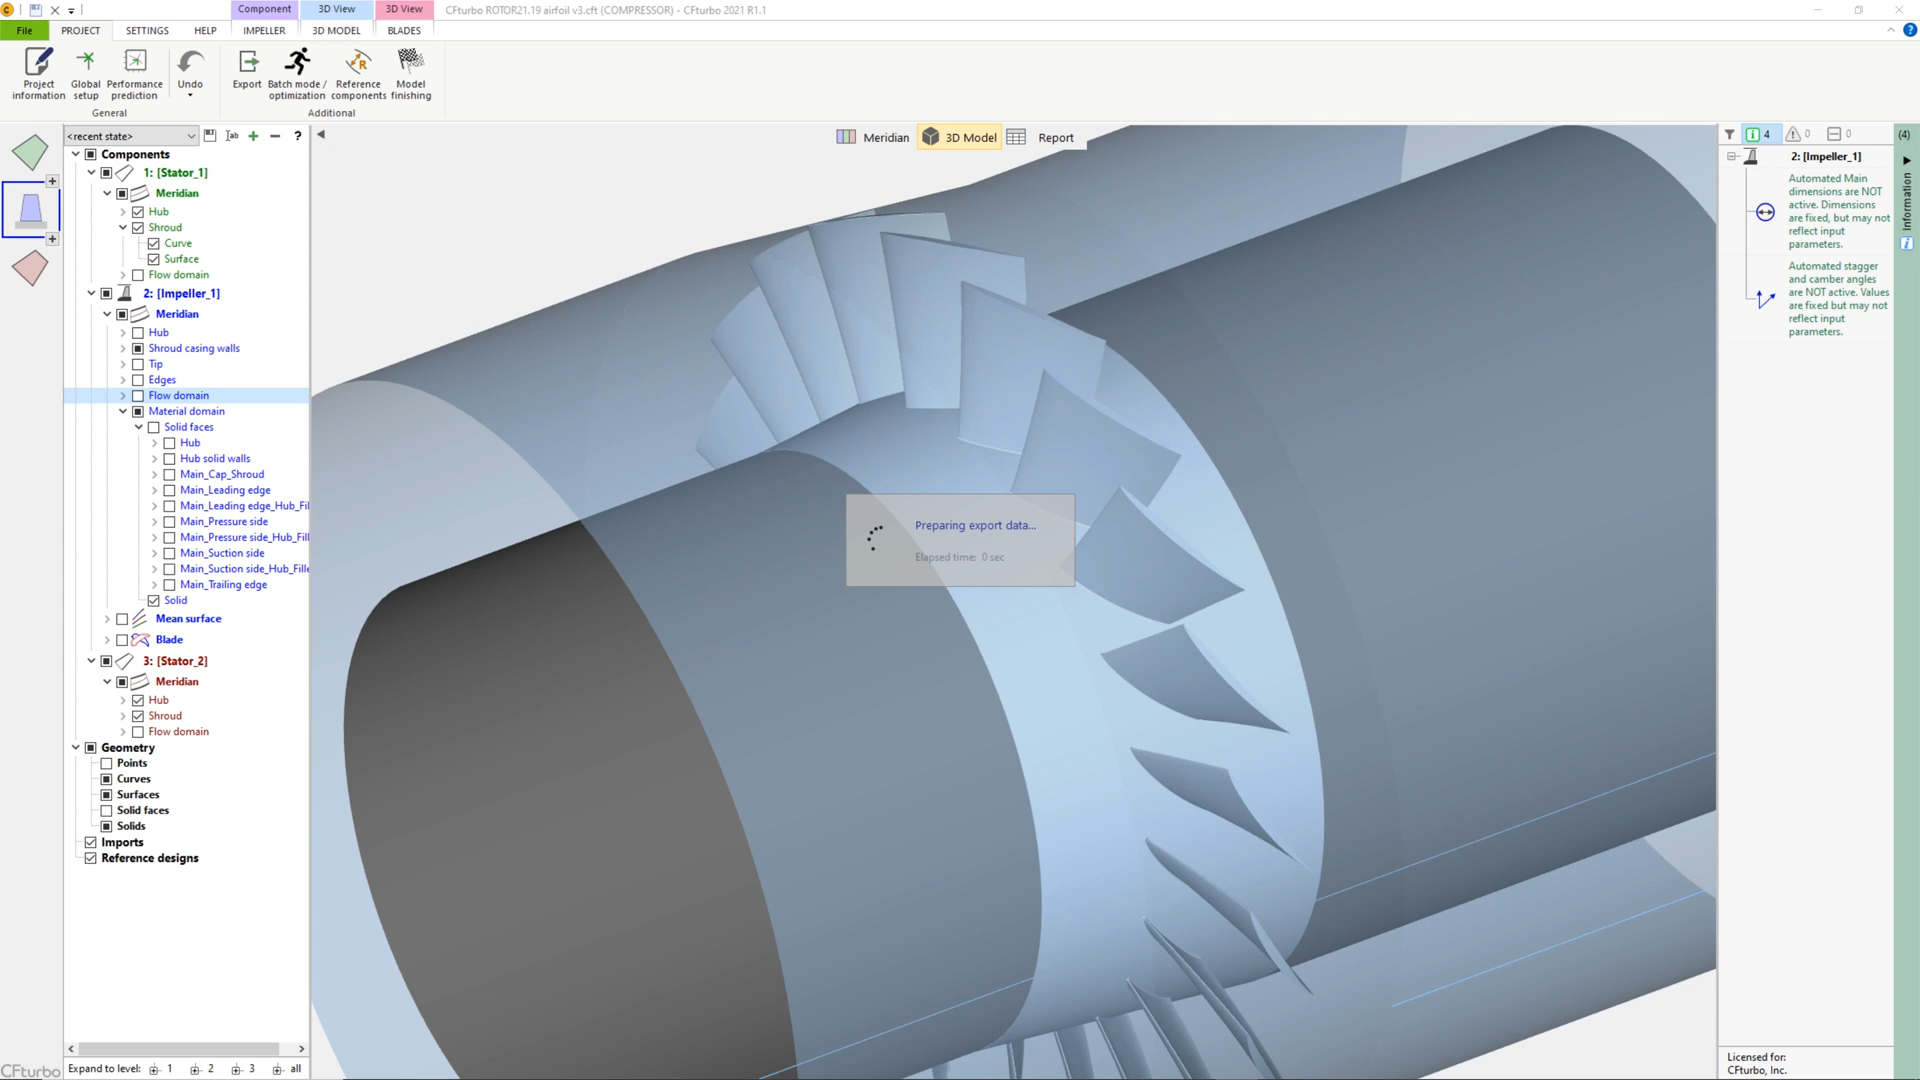 Component
3D View
3D View
CFturbo ROTOR21.19 airfoil v3.cft (COMPRESSOR) - CFturbo 2021 R1.1
File
PROJECT
SETTINGS
HELP
IMPELLER
3D MODEL
BLADES
Project
information
Global
setup
Performance
prediction
Undo
Export
Batch mode /
optimization
Reference
components
Model
finishing
General
Additional
<recent state>
Meridian
3D Model
Report
Components
1: [Stator_1]
Meridian
Hub
Shroud
Curve
Surface
Flow domain
2: [Impeller_1]
Meridian
Hub
Shroud casing walls
Tip
Edges
Flow domain
Material domain
Solid faces
Hub
Hub solid walls
Main_Cap_Shroud
Main_Leading edge
Main_Leading edge_Hub_Fil
Main_Pressure side
Main_Pressure side_Hub_Fill
Main_Suction side
Main_Suction side_Hub_Fille
Main_Trailing edge
Solid
Mean surface
Blade
3: [Stator_2]
Meridian
Hub
Shroud
Flow domain
Geometry
Points
Curves
Surfaces
Solid faces
Solids
Imports
Reference designs
CFturbo
Expand to level:
1
2
3
all
Preparing export data...
Elapsed time: 0 sec
4
0
0
(4)
Information
2: [Impeller_1]
Automated Main
dimensions are NOT
active. Dimensions
are fixed, but may not
reflect input
parameters.
Automated stagger
and camber angles
are NOT active. Values
are fixed but may not
reflect input
parameters.
Licensed for:
CFturbo, Inc.